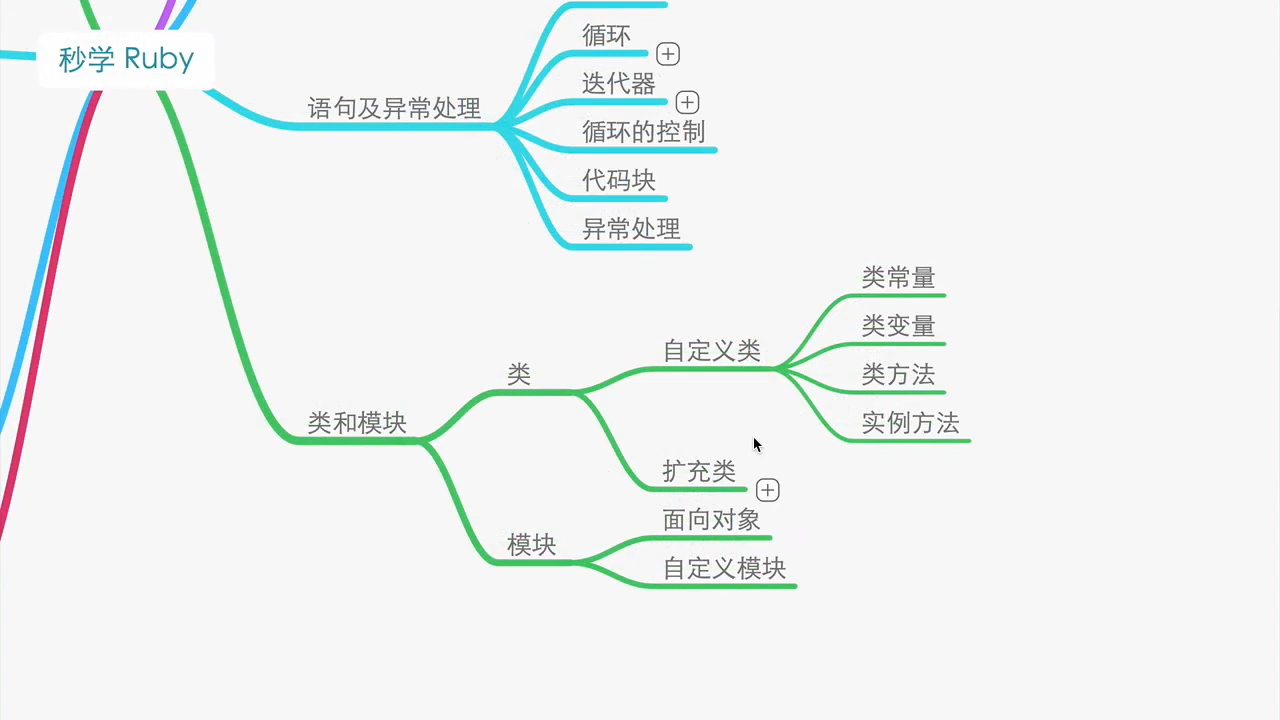 秒学 Ruby
语句及异常处理
循环
迭代器
循环的控制
代码块
异常处理
类和模块
类
自定义类
类常量
类变量
类方法
实例方法
扩充类
模块
面向对象
自定义模块